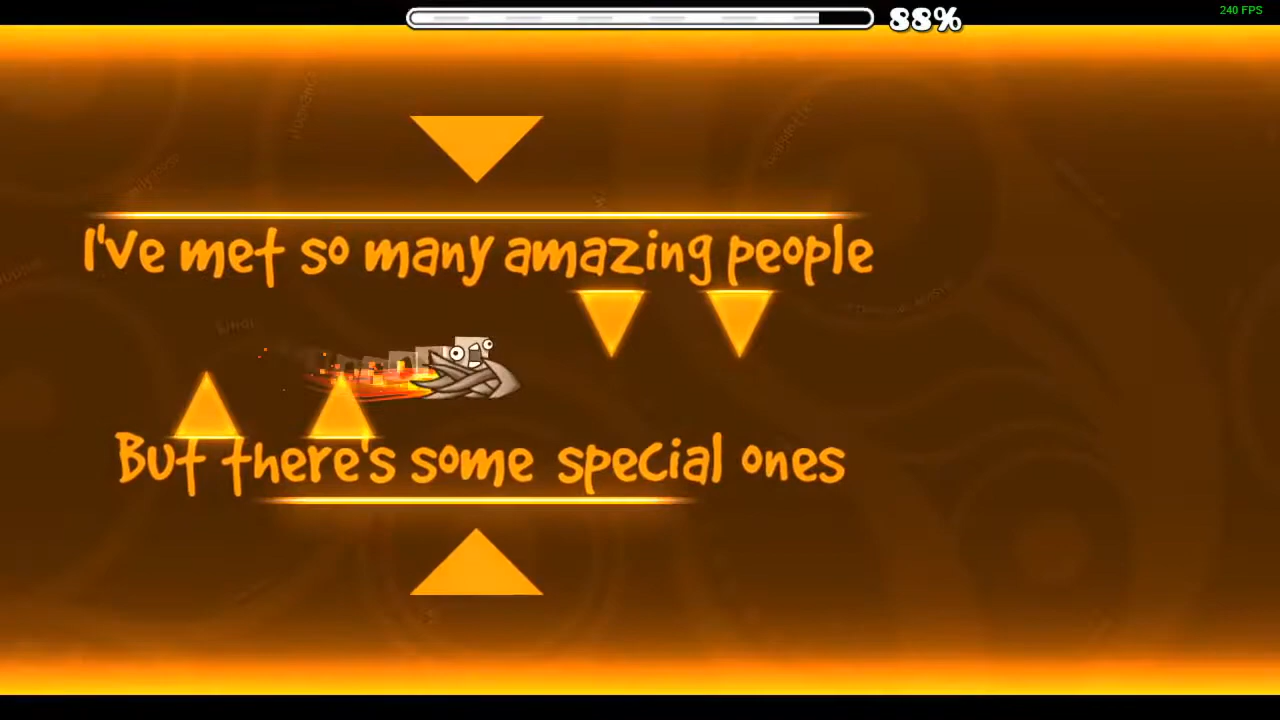 88%
240 FPS
I've met so many amazing people
But there's some special ones